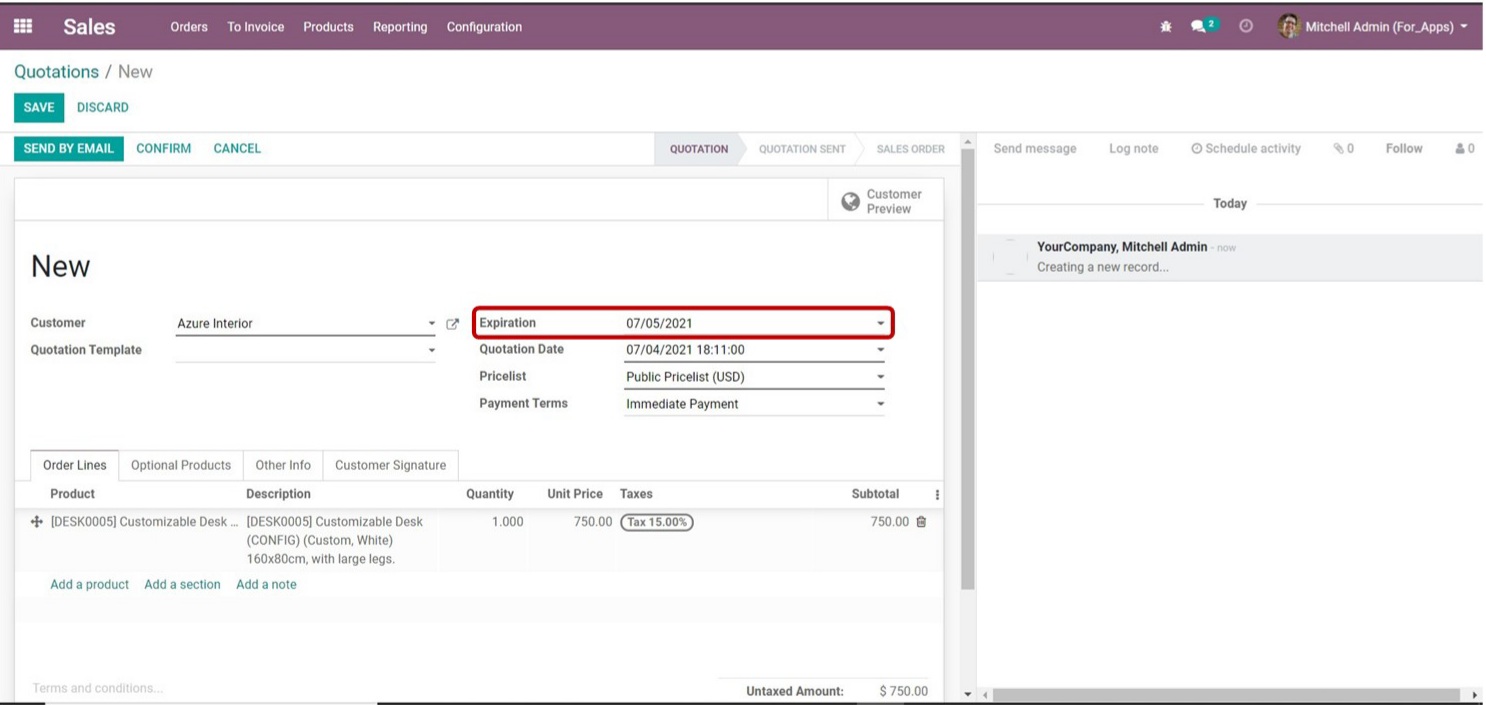 Sales Orders To Invoice Products Reporting Configuration 2 Mitchell Admin (For_Apps)
Quotations / New
SAVE DISCARD
SEND BY EMAIL CONFIRM CANCEL QUOTATION QUOTATION SENT SALES ORDER Send message Log note Schedule activity 0 Follow 0
Customer
Preview
Today
YourCompany, Mitchell Admin - now
Creating a new record...
New
Customer Azure Interior Expiration 07/05/2021
Quotation Template Quotation Date 07/04/2021 18:11:00
Pricelist Public Pricelist (USD)
Payment Terms Immediate Payment
Order Lines Optional Products Other Info Customer Signature
Product Description Quantity Unit Price Taxes Subtotal
[DESK0005] Customizable Desk ... [DESK0005] Customizable Desk 1.000 750.00 Tax 15.00% 750.00
(CONFIG) (Custom, White)
160x80cm, with large legs.
Add a product Add a section Add a note
Terms and conditions... Untaxed Amount: $ 750.00